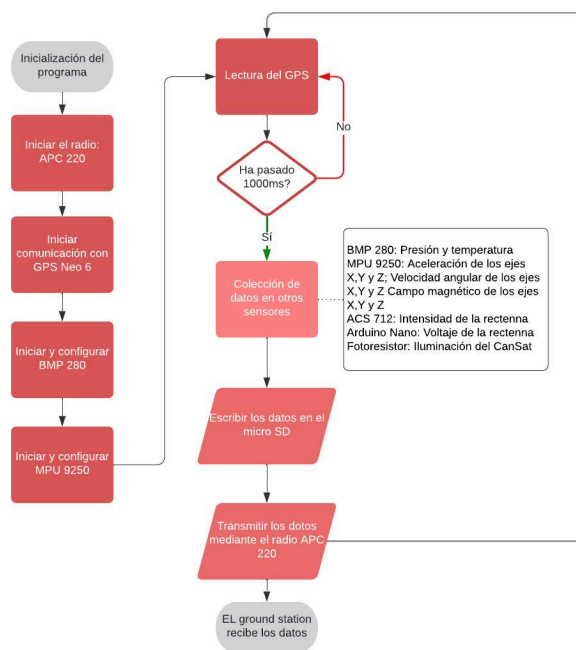 Inicialización del
programa
Iniciar el radio:
APC 220
Iniciar
comunicación con
GPS Neo 6
Iniciar y configurar
BMP 280
Iniciar y configurar
MPU 9250
Lectura del GPS
No
Ha pasado
1000ms?
Sí
Colección de
datos en otros
sensores
BMP 280: Presión y temperatura
MPU 9250: Aceleración de los ejes
X,Y y Z; Velocidad angular de los ejes
X,Y y Z Campo magnético de los ejes
X,Y y Z
ACS 712: Intensidad de la rectenna
Arduino Nano: Voltaje de la rectenna
Fotoresistor: Iluminación del CanSat
Escribir los datos en el
micro SD
Transmitir los dotos
mediante el radio APC
220
EL ground station
recibe los datos